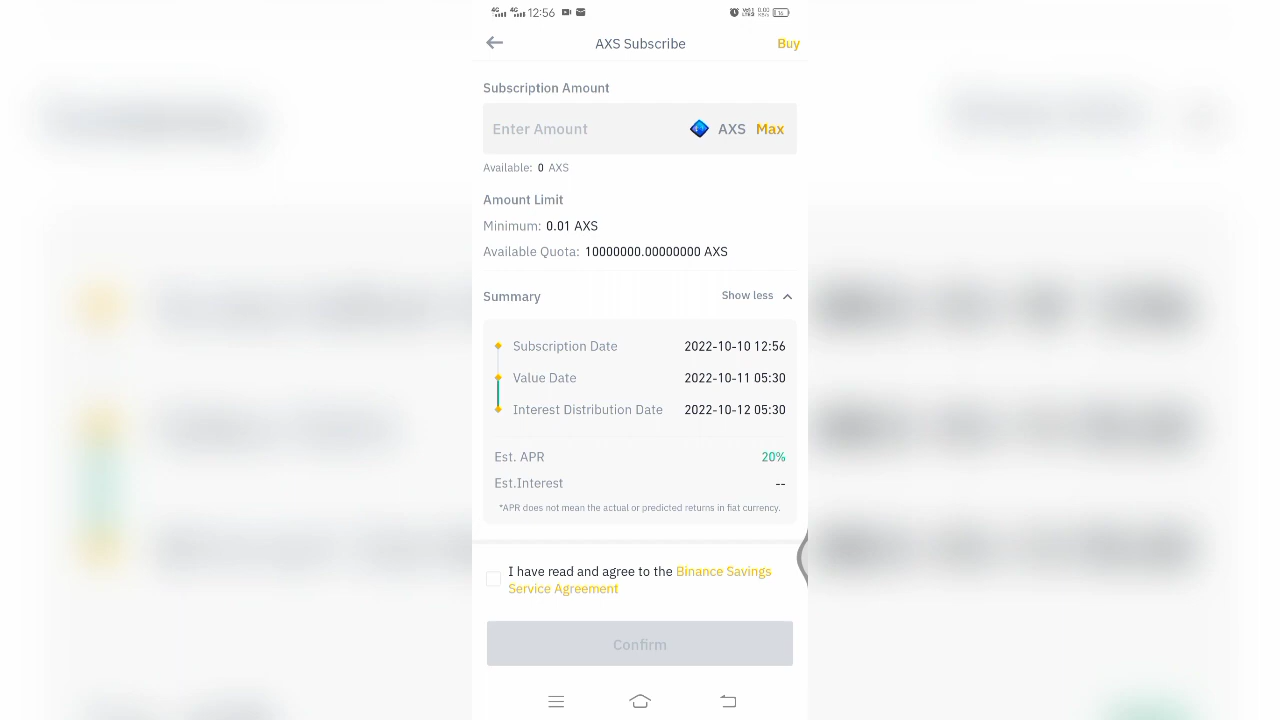 4G 4G 12:56
16
AXS Subscribe
Buy
Subscription Amount
Enter Amount AXS Max
Available: 0 AXS
Amount Limit
Minimum: 0.01 AXS
Available Quota: 10000000.00000000 AXS
Summary Show less
Subscription Date 2022-10-10 12:56
Value Date 2022-10-11 05:30
Interest Distribution Date 2022-10-12 05:30
Est. APR 20%
Est.Interest --
*APR does not mean the actual or predicted returns in fiat currency.
I have read and agree to the Binance Savings
Service Agreement
Confirm